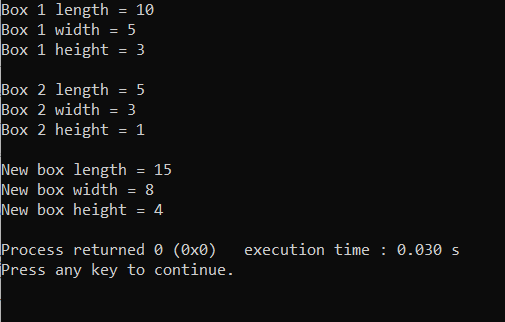 Box 1 length = 10
Box 1 width = 5
Box 1 height = 3
Box 2 length = 5
Box 2 width = 3
Box 2 height = 1
New box length = 15
New box width = 8
New box height = 4
Process returned 0 (0x0)   execution time : 0.030 s
Press any key to continue.